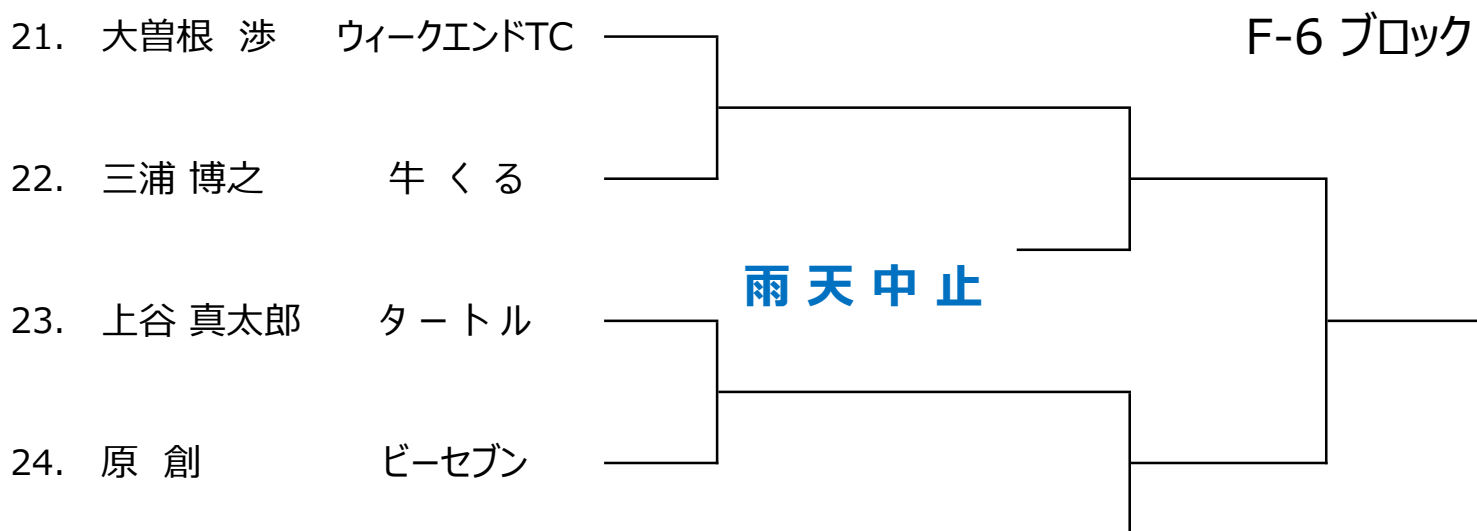 21. 大曽根 渉 ウィークエンドTC
F-6 ブロック
22. 三浦 博之 牛 く る
雨 天 中 止
23. 上谷 真太郎 タ ー ト ル
24. 原 創 ビーセブン